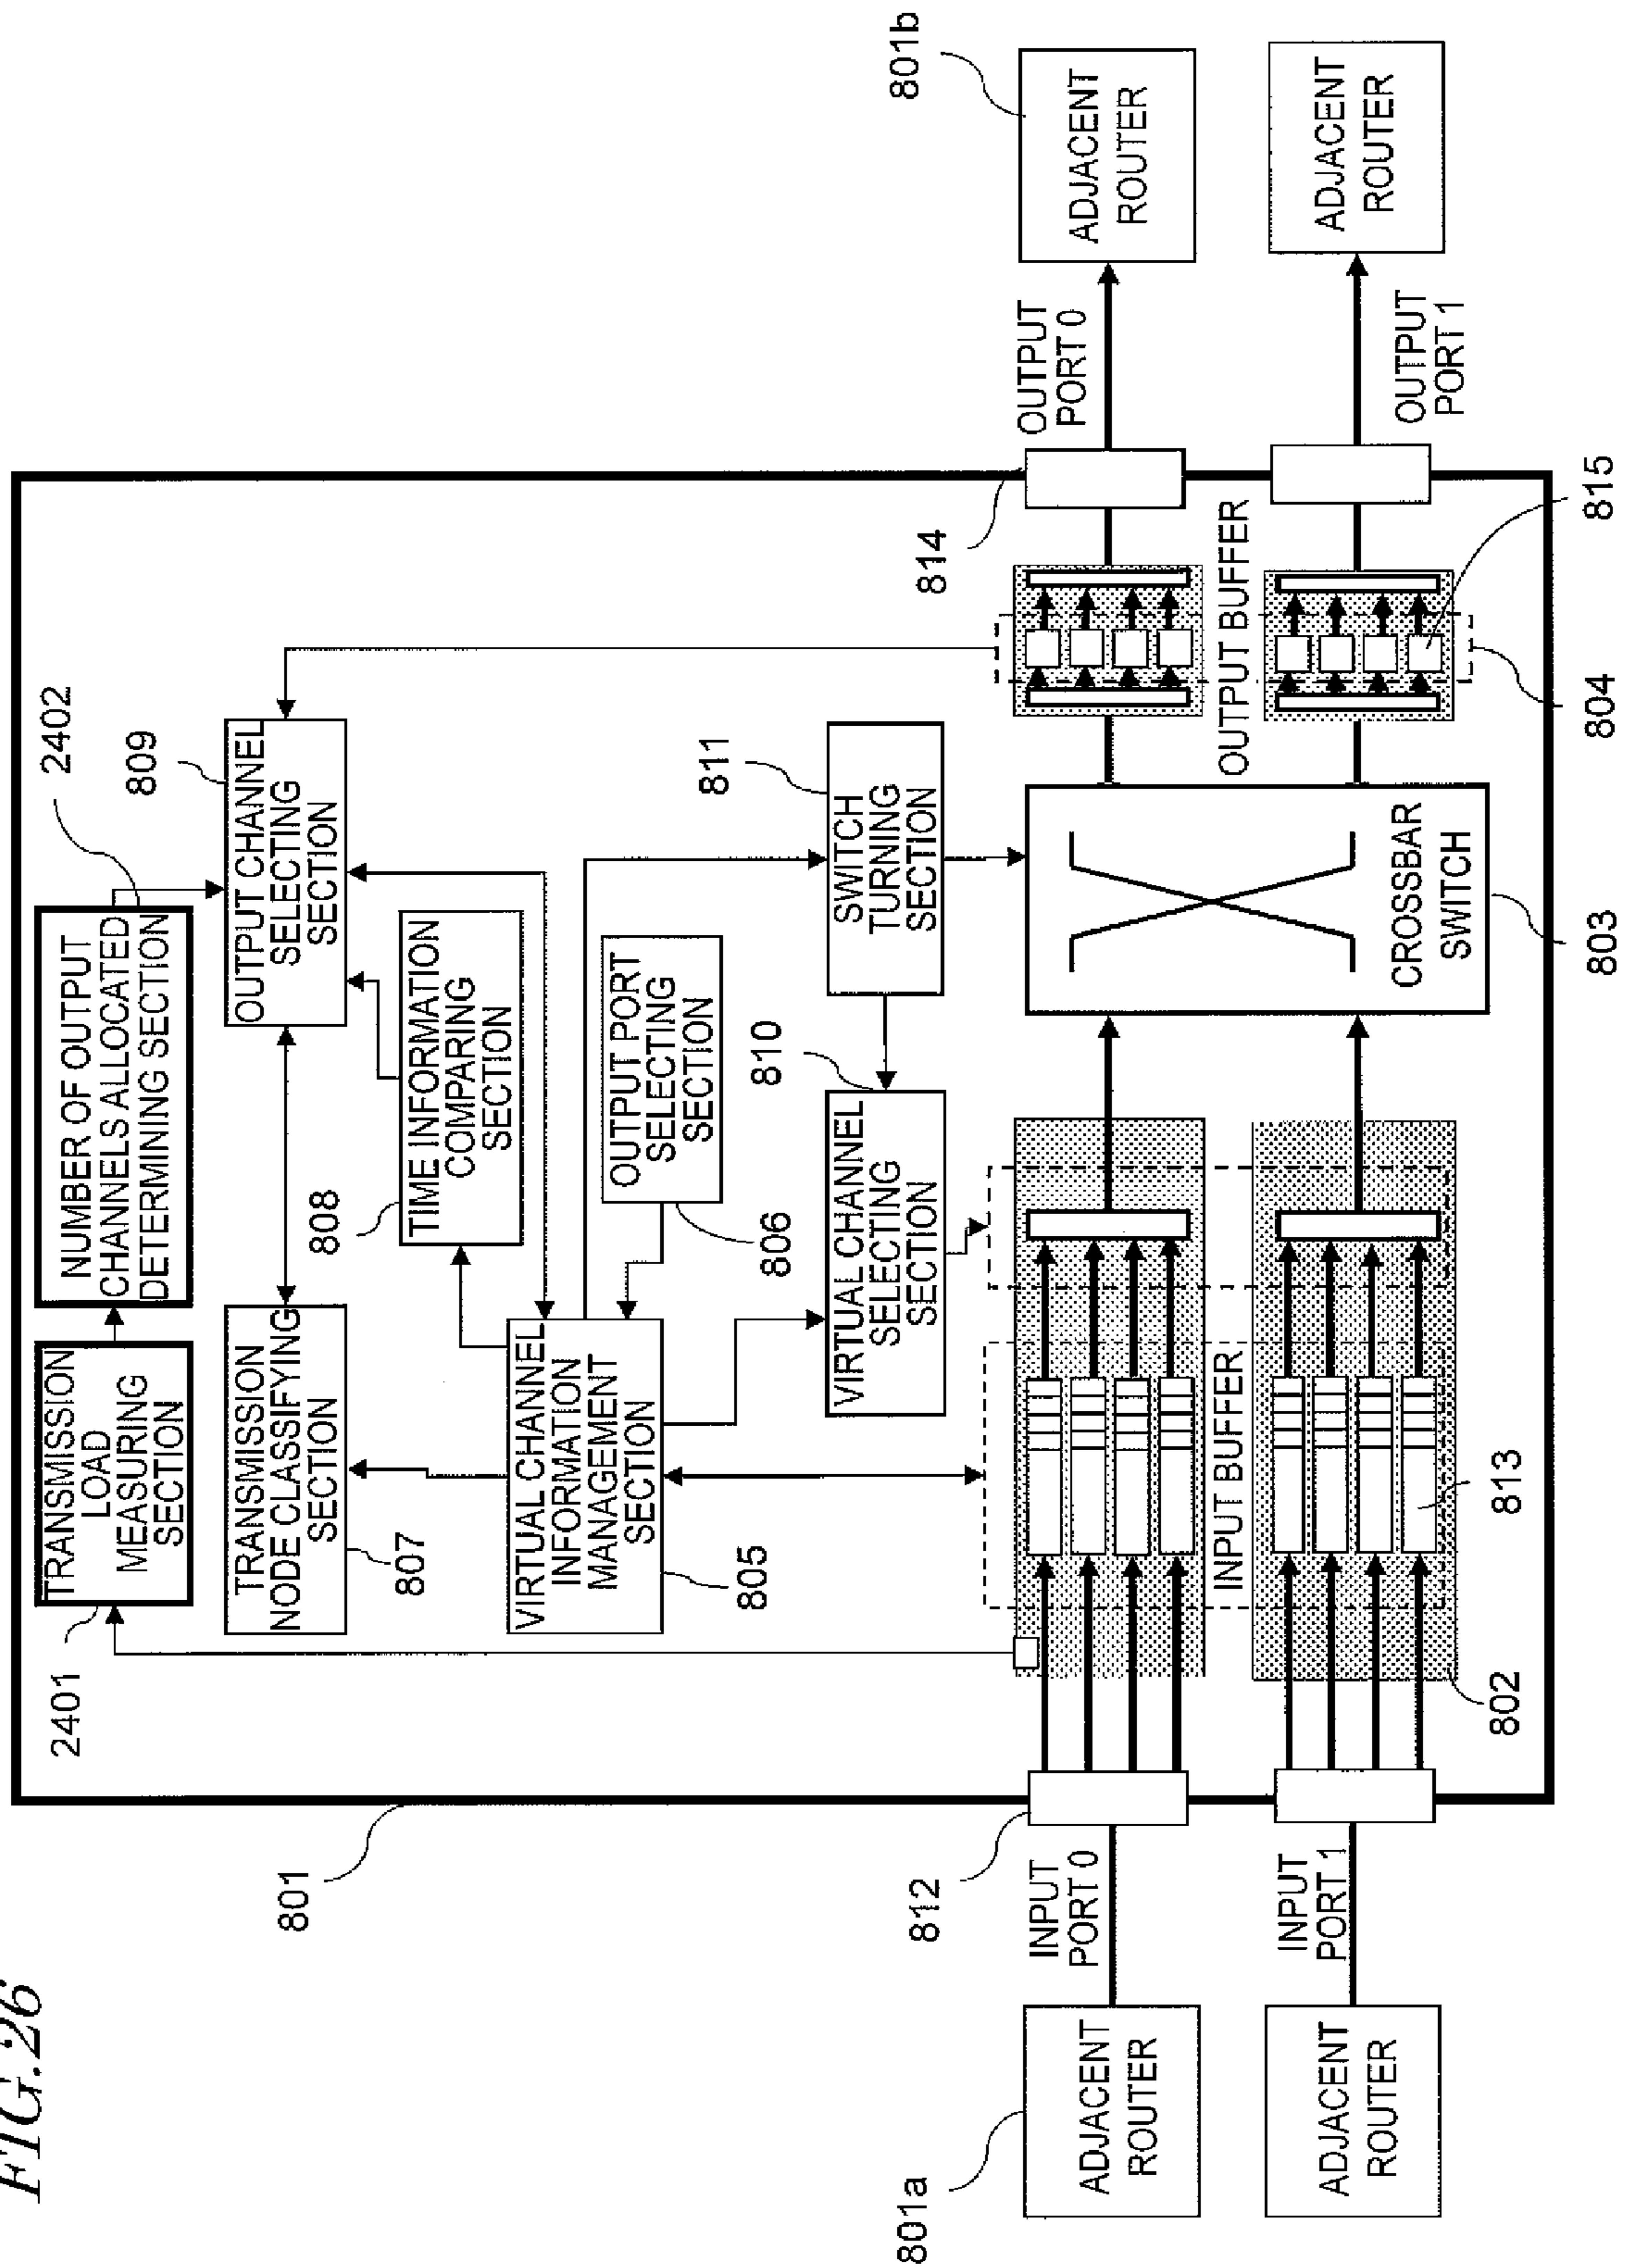 FIG.26
801
2401
TRANSMISSION
LOAD
MEASURING
SECTION
NUMBER OF OUTPUT
CHANNELS ALLOCATED
DETERMINING SECTION
2402
809
TRANSMISSION
NODE CLASSIFYING
SECTION
807
OUTPUT CHANNEL
SELECTING
SECTION
808
TIME INFORMATION
COMPARING
SECTION
VIRTUAL CHANNEL
INFORMATION
MANAGEMENT
SECTION
805
OUTPUT PORT
SELECTING
SECTION
806
810
VIRTUAL CHANNEL
SELECTING
SECTION
811
SWITCH
TURNING
SECTION
801a
ADJACENT
ROUTER
INPUT
PORT 0
812
INPUT BUFFER
814
OUTPUT
PORT 0
801b
ADJACENT
ROUTER
OUTPUT BUFFER
ADJACENT
ROUTER
INPUT
PORT 1
802
813
CROSSBAR
SWITCH
803
804
815
OUTPUT
PORT 1
ADJACENT
ROUTER